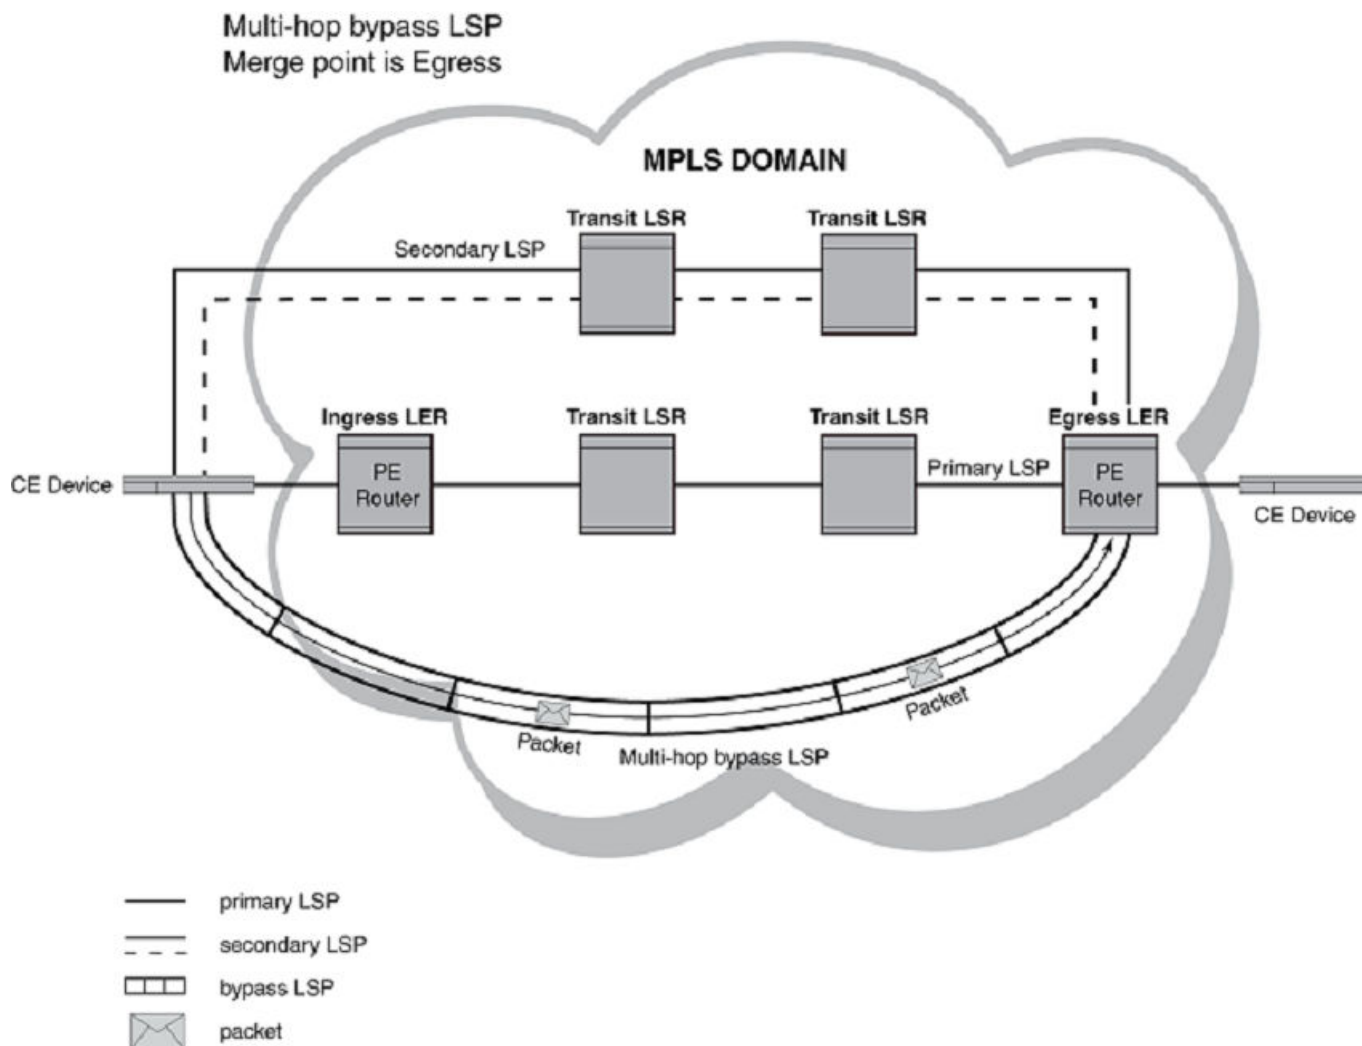 Multi-hop bypass LSP
Merge point is Egress
MPLS DOMAIN
Transit LSR
Transit LSR
Secondary LSP
Ingress LER
Transit LSR
Transit LSR
Egress LER
CE Device
PE
Router
Primary LSP
PE
Router
CE Device
Packet
Packet
Multi-hop bypass LSP
primary LSP
secondary LSP
bypass LSP
packet